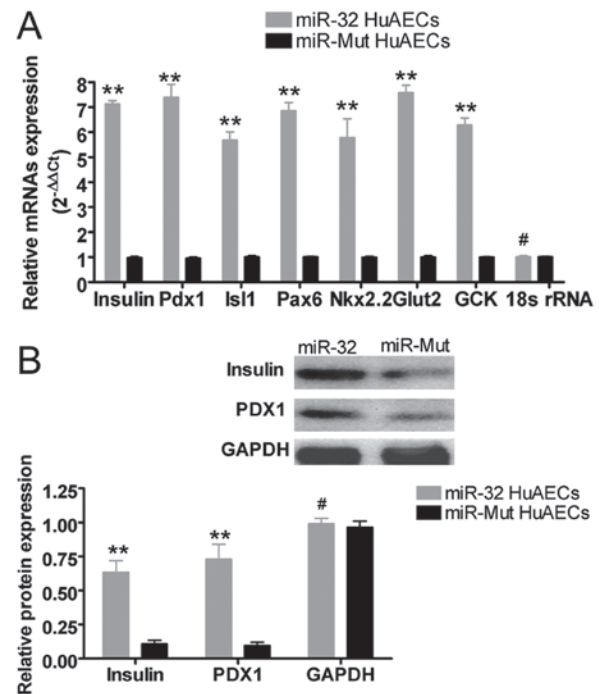 A
miR-32 HuAECs
miR-Mut HuAECs
Relative mRNAs expression
(2^-ΔΔCt)
8
7
6
5
4
3
2
1
0
** ** ** ** ** ** ** #
Insulin Pdx1 Isl1 Pax6 Nkx2.2 Glut2 GCK 18s rRNA
B
miR-32 miR-Mut
Insulin
PDX1
GAPDH
miR-32 HuAECs
miR-Mut HuAECs
Relative protein expression
1.25
1.00
0.75
0.50
0.25
0.00
** ** #
Insulin PDX1 GAPDH